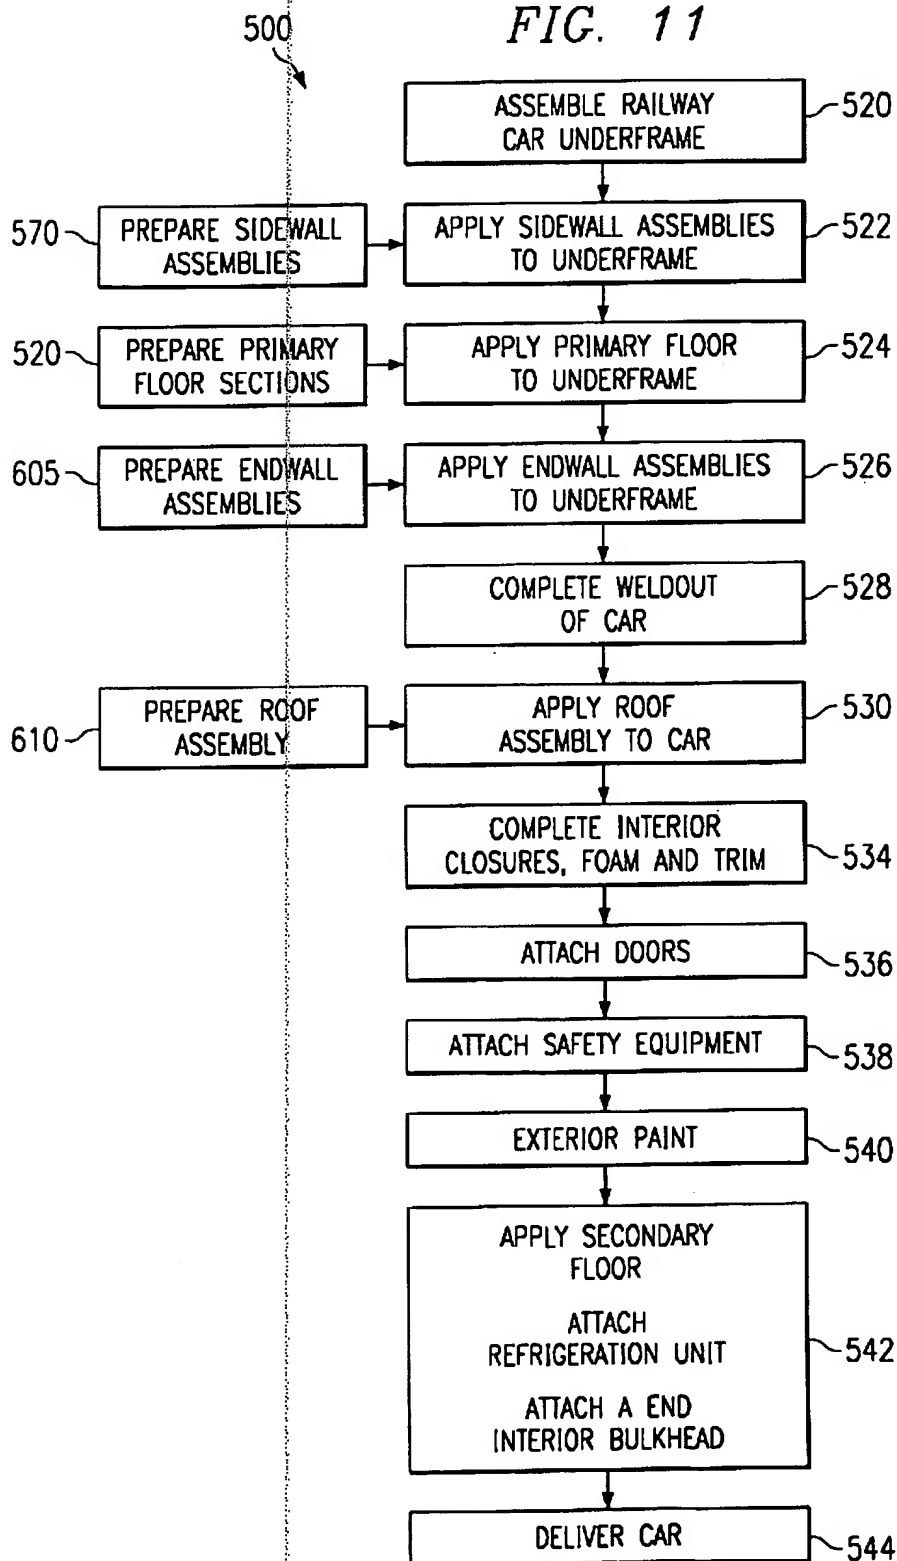 FIG. 11
500
ASSEMBLE RAILWAY
CAR UNDERFRAME
520
570
PREPARE SIDEWALL
ASSEMBLIES
APPLY SIDEWALL ASSEMBLIES
TO UNDERFRAME
522
520
PREPARE PRIMARY
FLOOR SECTIONS
APPLY PRIMARY FLOOR
TO UNDERFRAME
524
605
PREPARE ENDWALL
ASSEMBLIES
APPLY ENDWALL ASSEMBLIES
TO UNDERFRAME
526
COMPLETE WELDOUT
OF CAR
528
610
PREPARE ROOF
ASSEMBLY
APPLY ROOF
ASSEMBLY TO CAR
530
COMPLETE INTERIOR
CLOSURES, FOAM AND TRIM
534
ATTACH DOORS
536
ATTACH SAFETY EQUIPMENT
538
EXTERIOR PAINT
540
APPLY SECONDARY
FLOOR
ATTACH
REFRIGERATION UNIT
ATTACH A END
INTERIOR BULKHEAD
542
DELIVER CAR
544